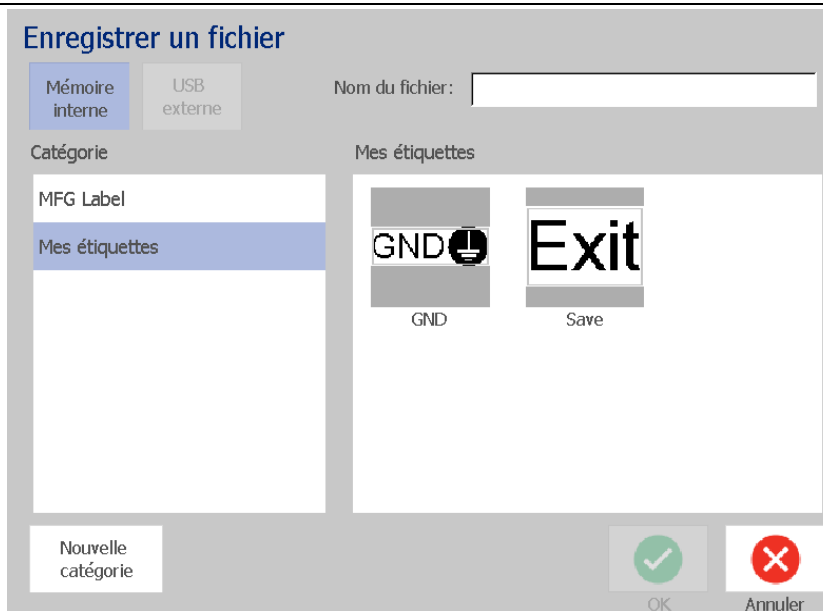 Enregistrer un fichier
Mémoire
interne
USB
externe
Nom du fichier:
Catégorie
Mes étiquettes
MFG Label
Mes étiquettes
GND
Exit
GND
Save
Nouvelle
catégorie
OK
Annuler